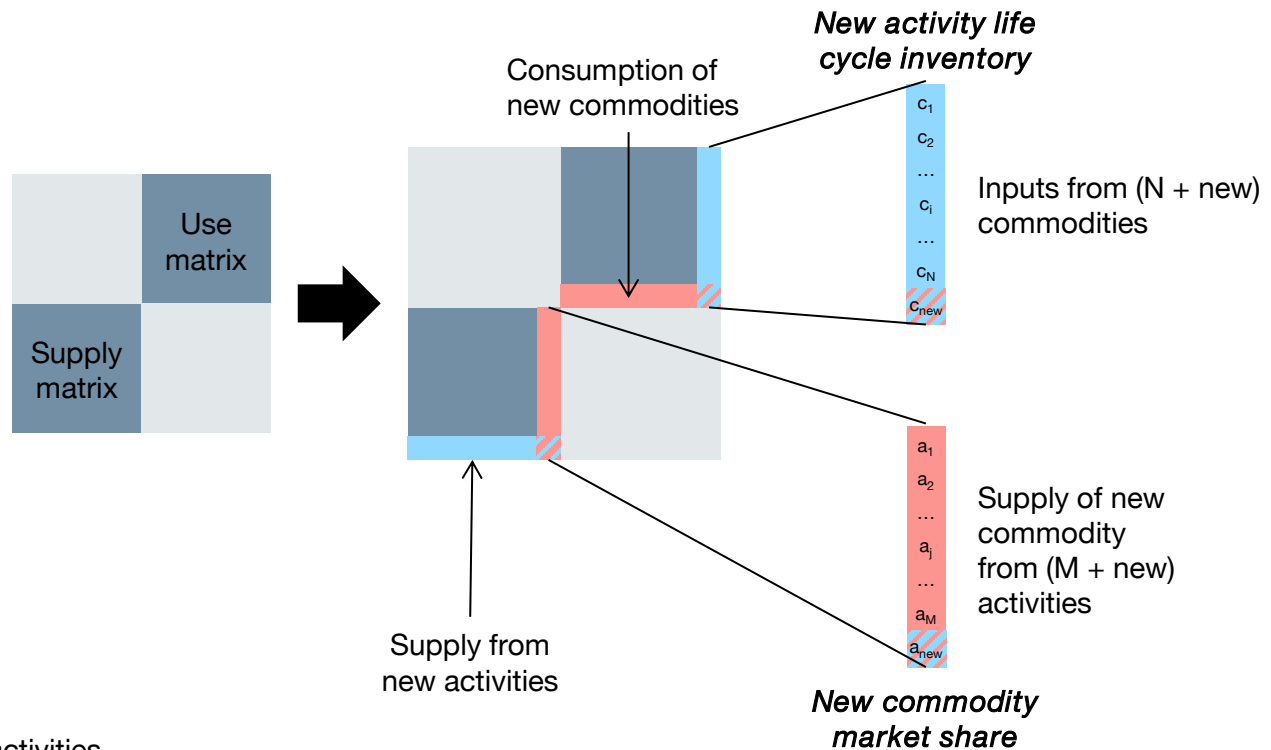 New activity life
cycle inventory
Consumption of
new commodities
Use
matrix
Supply
matrix
c1
c2
...
ci
...
cN
cnew
Inputs from (N + new)
commodities
a1
a2
...
aj
...
aM
anew
Supply of new
commodity
from (M + new)
activities
Supply from
new activities
New commodity
market share